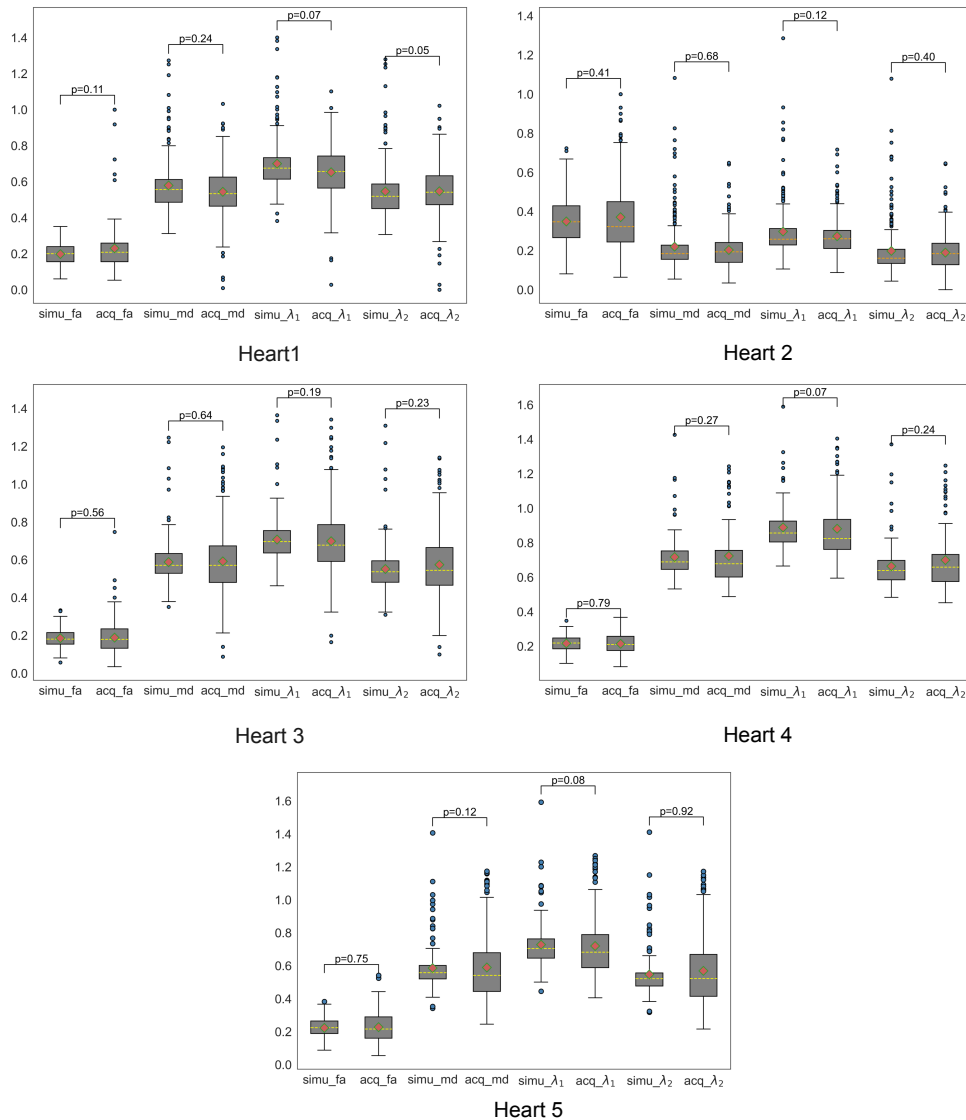 p=0.07
p=0.24
p=0.05
p=0.11
1.4
1.2
1.0
0.8
0.6
0.4
0.2
0.0
simu_fa acq_fa simu_md acq_md simu_λ1 acq_λ1 simu_λ2 acq_λ2
Heart1
p=0.12
p=0.68
p=0.40
p=0.41
1.4
1.2
1.0
0.8
0.6
0.4
0.2
0.0
simu_fa acq_fa simu_md acq_md simu_λ1 acq_λ1 simu_λ2 acq_λ2
Heart 2
p=0.19
p=0.23
p=0.64
p=0.56
1.4
1.2
1.0
0.8
0.6
0.4
0.2
0.0
simu_fa acq_fa simu_md acq_md simu_λ1 acq_λ1 simu_λ2 acq_λ2
Heart 3
p=0.07
p=0.27
p=0.24
p=0.79
1.6
1.4
1.2
1.0
0.8
0.6
0.4
0.2
simu_fa acq_fa simu_md acq_md simu_λ1 acq_λ1 simu_λ2 acq_λ2
Heart 4
p=0.08
p=0.12
p=0.92
p=0.75
1.6
1.4
1.2
1.0
0.8
0.6
0.4
0.2
0.0
simu_fa acq_fa simu_md acq_md simu_λ1 acq_λ1 simu_λ2 acq_λ2
Heart 5